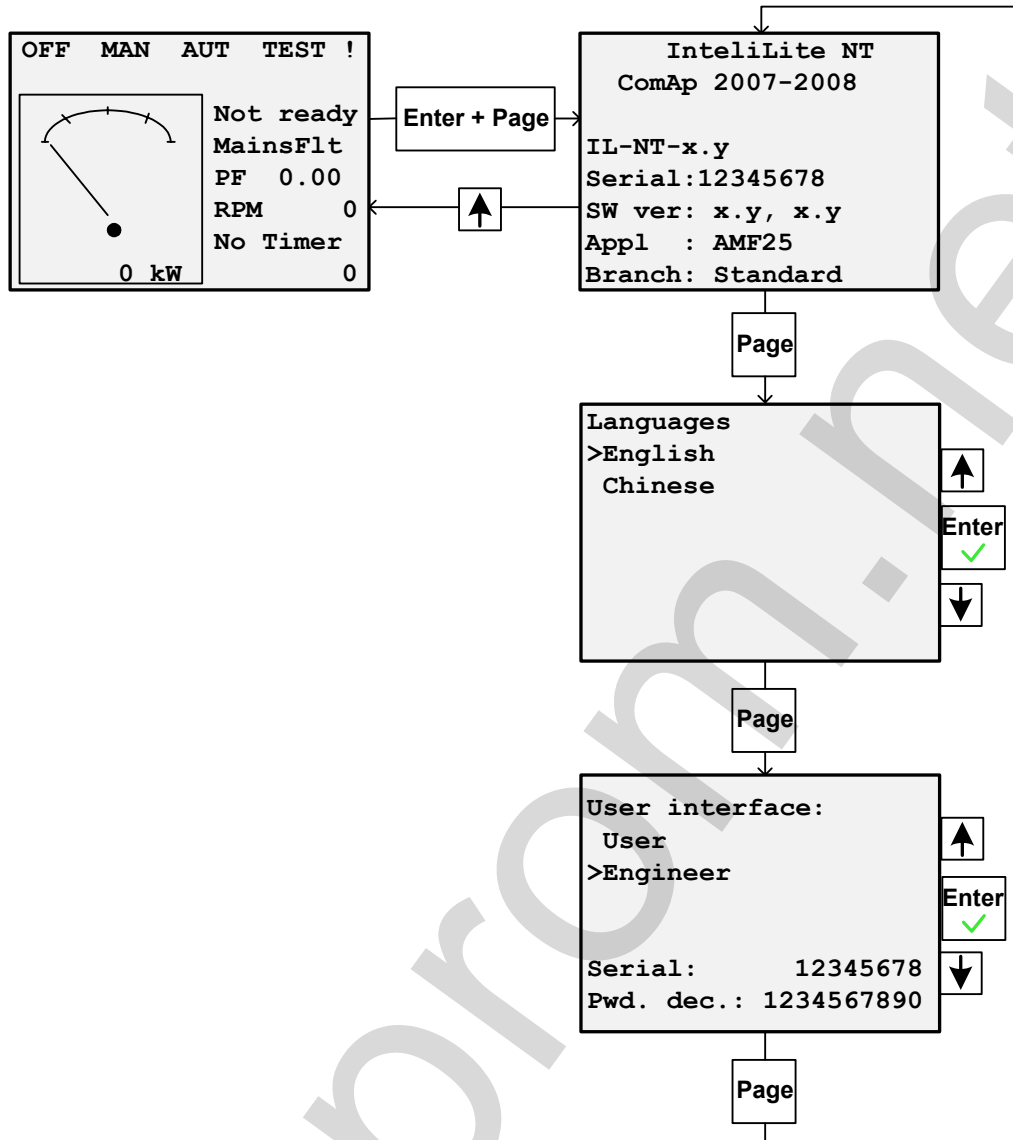 OFF MAN AUT TEST !
Not ready
MainsFlt
PF 0.00
RPM 0
No Timer
0 kW 0
Enter + Page
InteliLite NT
ComAp 2007-2008
IL-NT-x.y
Serial:12345678
SW ver: x.y, x.y
Appl : AMF25
Branch: Standard
Page
Languages
>English
Chinese
Enter
Page
User interface:
User
>Engineer
Enter
Serial: 12345678
Pwd. dec.: 1234567890
Page
prom.ne